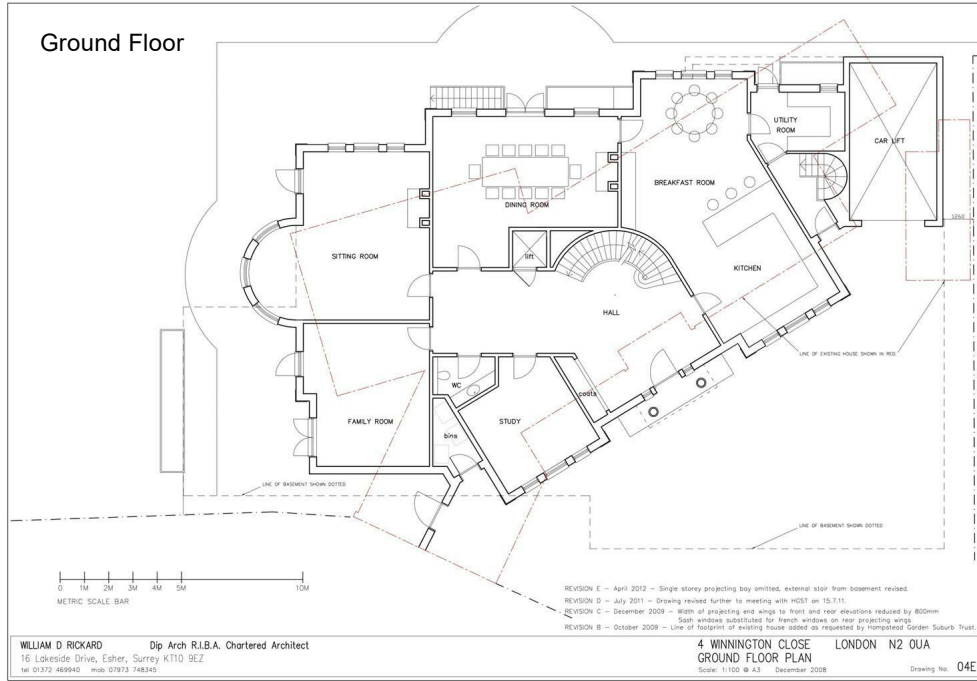 Ground Floor
UTILITY
ROOM
CAR LIFT
BREAKFAST ROOM
DINING ROOM
1260
SITTING ROOM
lift
KITCHEN
HALL
LINE OF EXISTING HOUSE SHOWN IN RED.
WC
coats
FAMILY ROOM
STUDY
bins
LINE OF BASEMENT SHOWN DOTTED
LINE OF BASEMENT SHOWN DOTTED
0 1M 2M 3M 4M 5M 10M
METRIC SCALE BAR
REVISION E - April 2012 - Single storey projecting bay omitted, external stair from basement revised.
REVISION D - July 2011 - Drawing revised further to meeting with HGST on 15.7.11.
REVISION C - December 2009 - Width of projecting end wings to front and rear elevations reduced by 800mm
Sash windows substituted for french windows on rear projecting wings
REVISION B - October 2009 - Line of footprint of existing house added as requested by Hampstead Garden Suburb Trust.
WILLIAM D RICKARD Dip Arch R.I.B.A. Chartered Architect
16 Lakeside Drive, Esher, Surrey KT10 9EZ
tel 01372 469940 mob 07973 748345
4 WINNINGTON CLOSE LONDON N2 0UA
GROUND FLOOR PLAN
Scale: 1:100 @ A3 December 2008
Drawing No. 04E